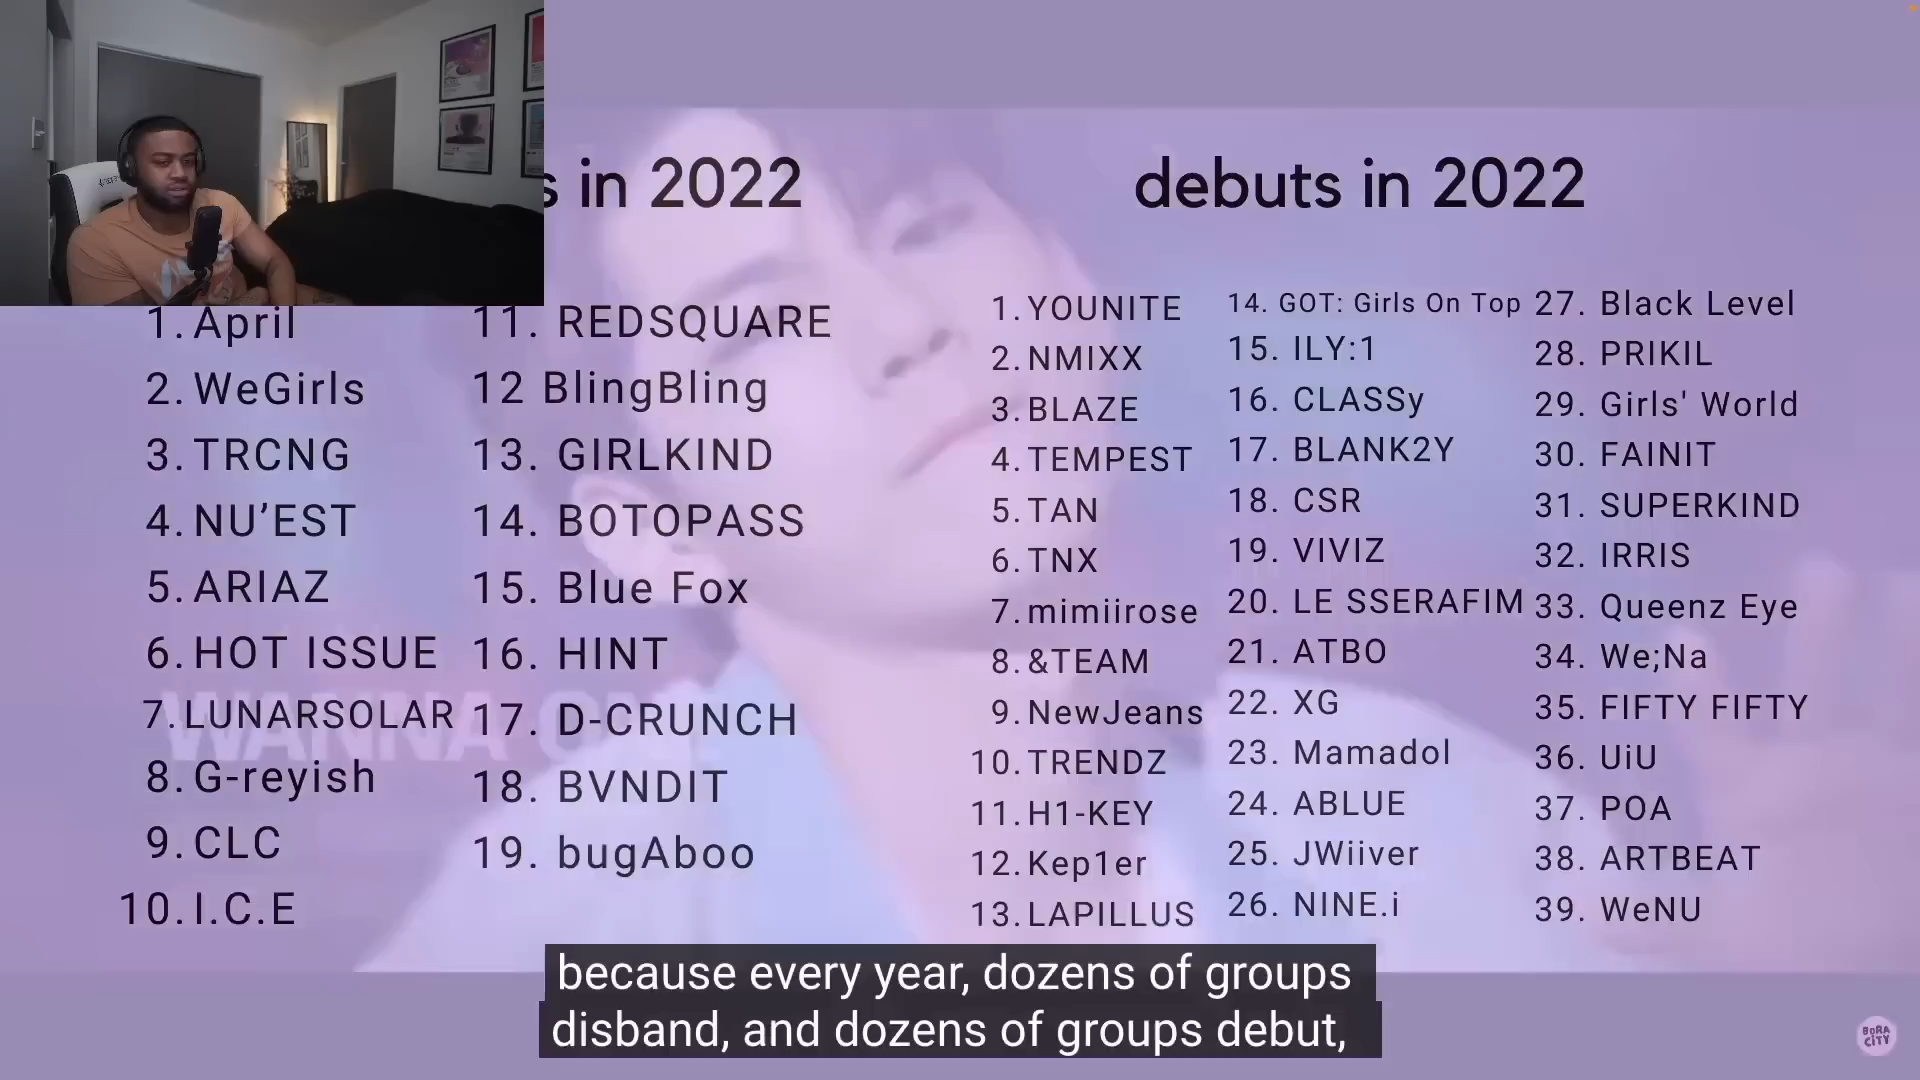 s in 2022
debuts in 2022
1. April
2. WeGirls
3. TRCNG
4. NU’EST
5. ARIAZ
6. HOT ISSUE
7. LUNARSOLAR
8. G-reyish
9. CLC
10. I.C.E
11. REDSQUARE
12 BlingBling
13. GIRLKIND
14. BOTOPASS
15. Blue Fox
16. HINT
17. D-CRUNCH
18. BVNDIT
19. bugAboo
1. YOUNITE
2. NMIXX
3. BLAZE
4. TEMPEST
5. TAN
6. TNX
7. mimiirose
8. &TEAM
9. NewJeans
10. TRENDZ
11. H1-KEY
12. Kep1er
13. LAPILLUS
14. GOT: Girls On Top
15. ILY:1
16. CLASSy
17. BLANK2Y
18. CSR
19. VIVIZ
20. LE SSERAFIM
21. ATBO
22. XG
23. Mamadol
24. ABLUE
25. JWiiver
26. NINE.i
27. Black Level
28. PRIKIL
29. Girls' World
30. FAINIT
31. SUPERKIND
32. IRRIS
33. Queenz Eye
34. We;Na
35. FIFTY FIFTY
36. UiU
37. POA
38. ARTBEAT
39. WeNU
WANNA
because every year, dozens of groups
disband, and dozens of groups debut,
BORA
CITY